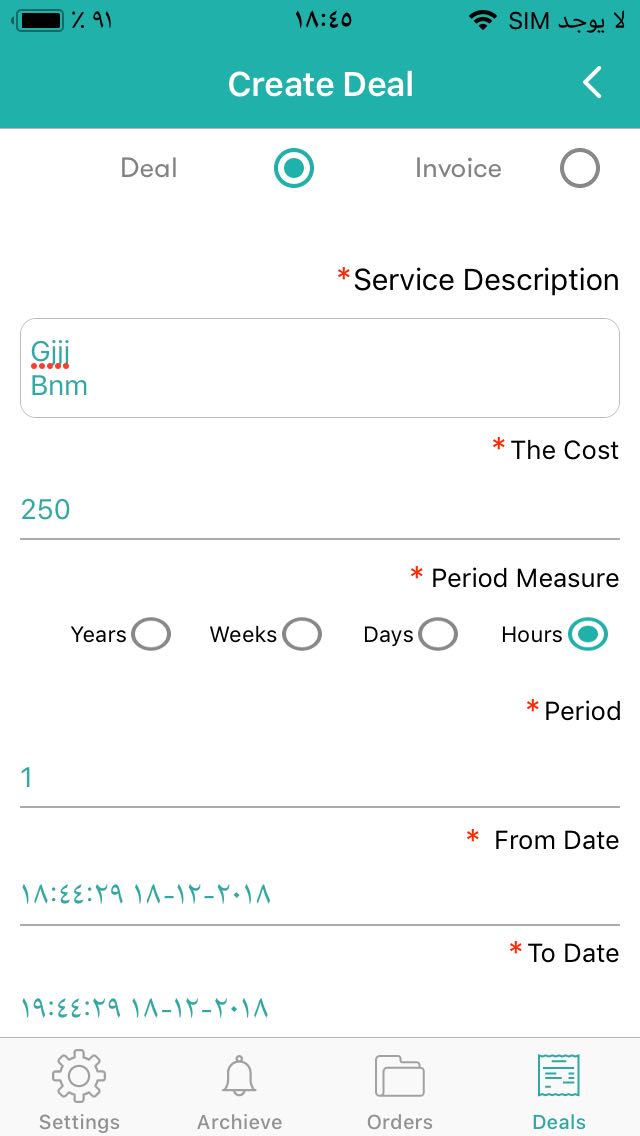 ٪ ٩١
١٨:٤٥
لا يوجد SIM
Create Deal
Deal
Invoice
*Service Description
Gjjj
Bnm
* The Cost
250
* Period Measure
Years Weeks Days Hours
* Period
1
* From Date
١٨:٤٤:٢٩ ١٨-١٢-٢٠١٨
* To Date
١٩:٤٤:٢٩ ١٨-١٢-٢٠١٨
Settings
Archieve
Orders
Deals